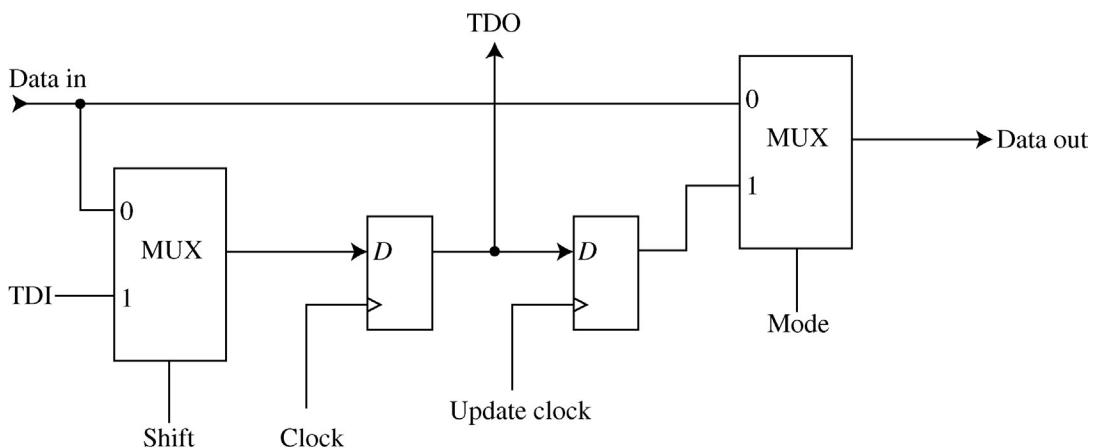 TDO
Data in
0
MUX
Data out
1
0
MUX
D
D
TDI
1
Mode
Update clock
Shift
Clock